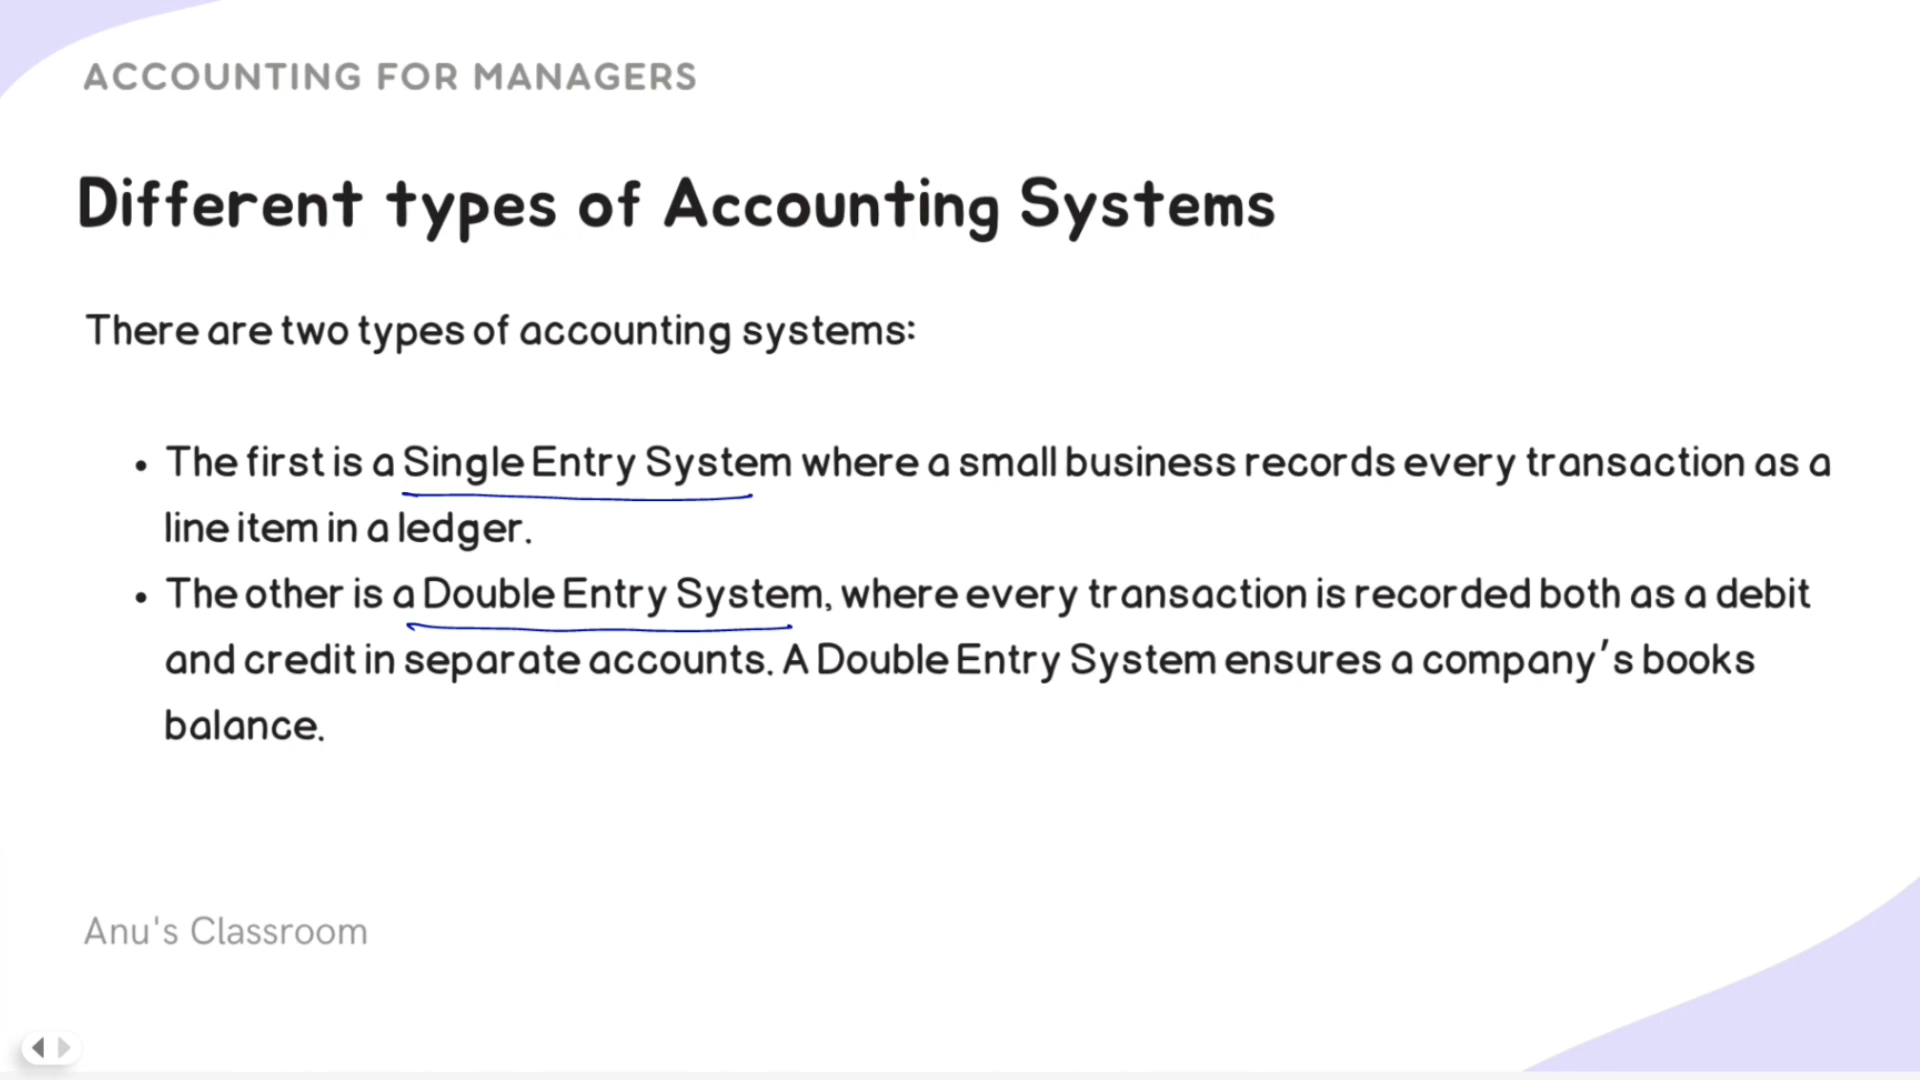 ACCOUNTING FOR MANAGERS
Different types of Accounting Systems
There are two types of accounting systems:
• The first is a Single Entry System where a small business records every transaction as a
line item in a ledger.
• The other is a Double Entry System, where every transaction is recorded both as a debit
and credit in separate accounts. A Double Entry System ensures a company's books
balance.
Anu's Classroom